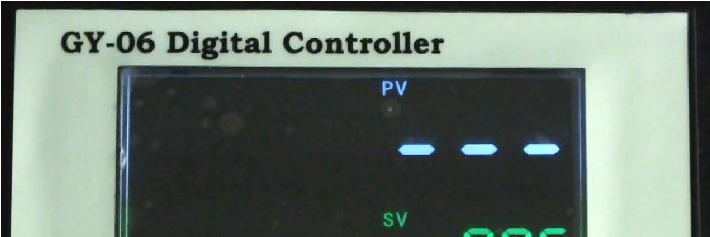 GY-06 Digital Controller
PV
---
SV